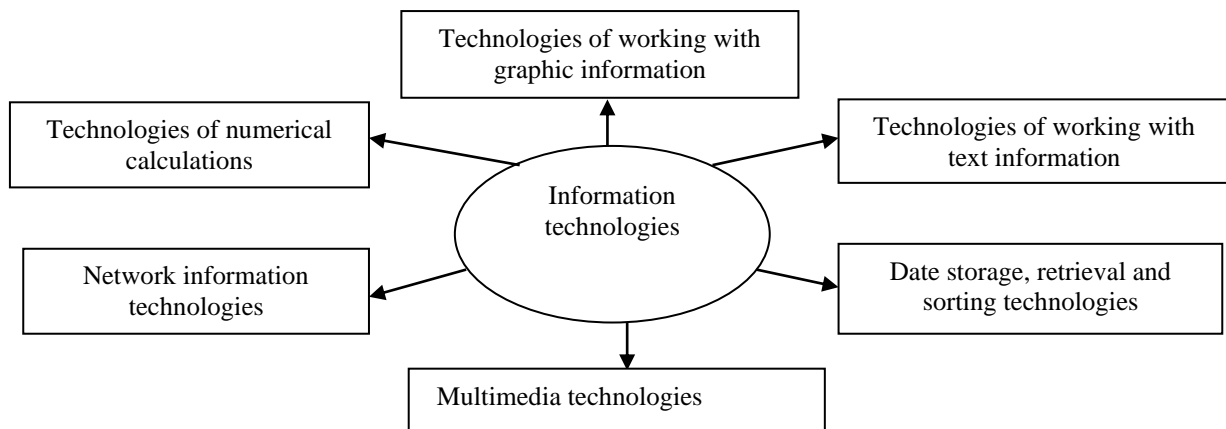 Technologies of working with
graphic information
Technologies of numerical
calculations
Technologies of working with
text information
Information
technologies
Network information
technologies
Date storage, retrieval and
sorting technologies
Multimedia technologies